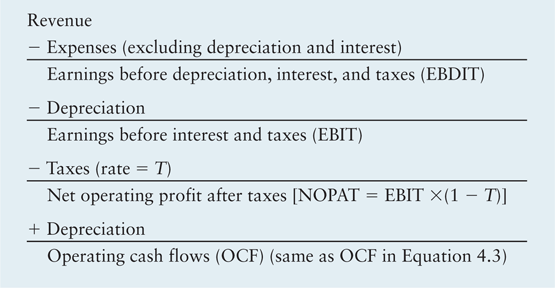 Revenue
− Expenses (excluding depreciation and interest)
Earnings before depreciation, interest, and taxes (EBDIT)
− Depreciation
Earnings before interest and taxes (EBIT)
− Taxes (rate = T)
Net operating profit after taxes [NOPAT = EBIT ×(1 − T)]
+ Depreciation
Operating cash flows (OCF) (same as OCF in Equation 4.3)